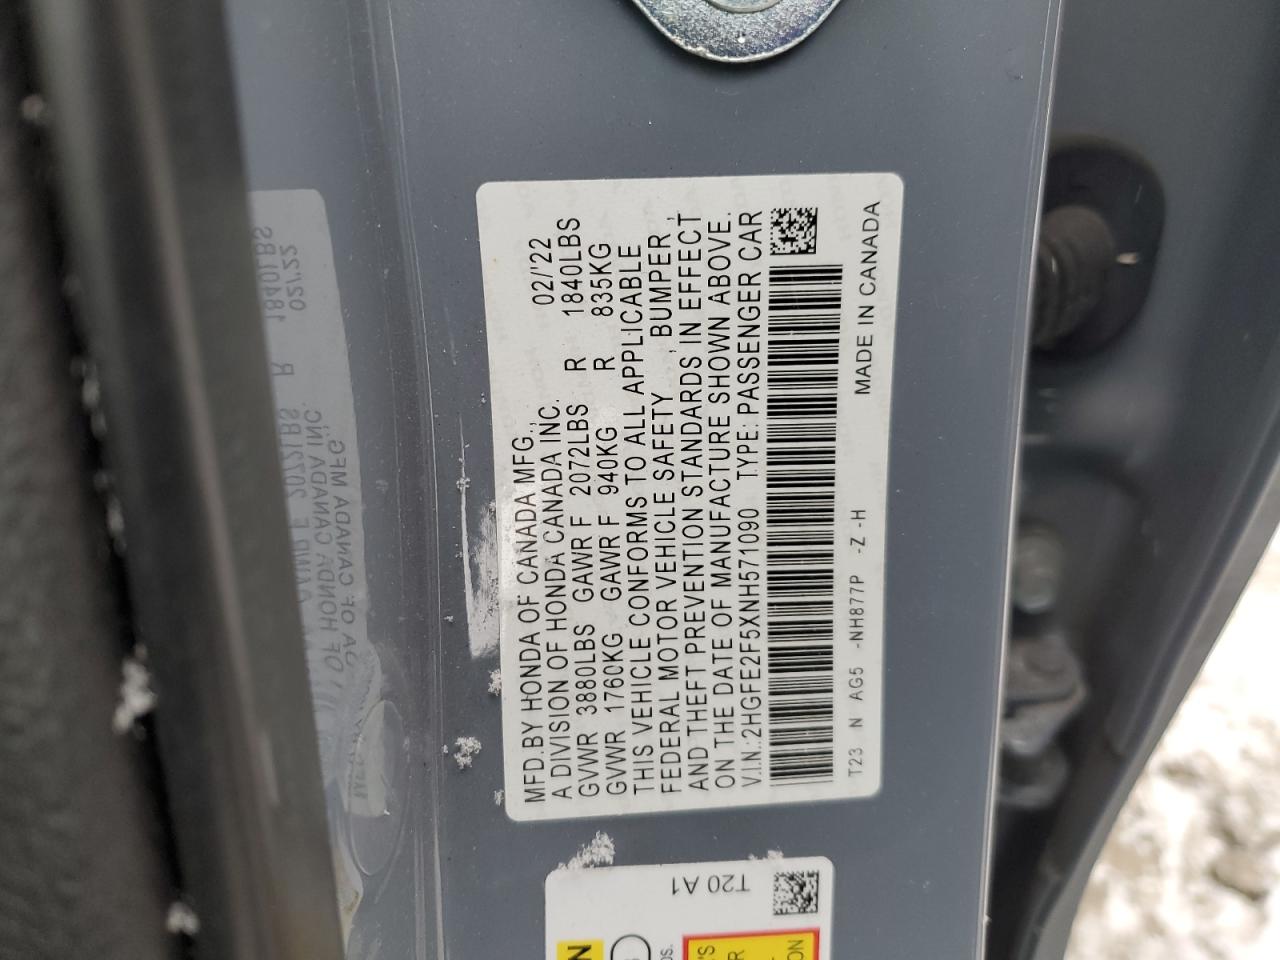 MFD.BY HONDA OF CANADA MFG.,
A DIVISION OF HONDA CANADA INC. 02/'22
GVWR 3880LBS GAWR F 2072LBS R 1840LBS
GVWR 1760KG GAWR F 940KG R 835KG
THIS VEHICLE CONFORMS TO ALL APPLICABLE
FEDERAL MOTOR VEHICLE SAFETY, BUMPER,
AND THEFT PREVENTION STANDARDS, IN EFFECT
ON THE DATE OF MANUFACTURE SHOWN ABOVE.
V.I.N.:2HGFE2F5XNH571090 TYPE: PASSENGER CAR
T23 N AG5 -NH877P -Z -H MADE IN CANADA
T20 A1